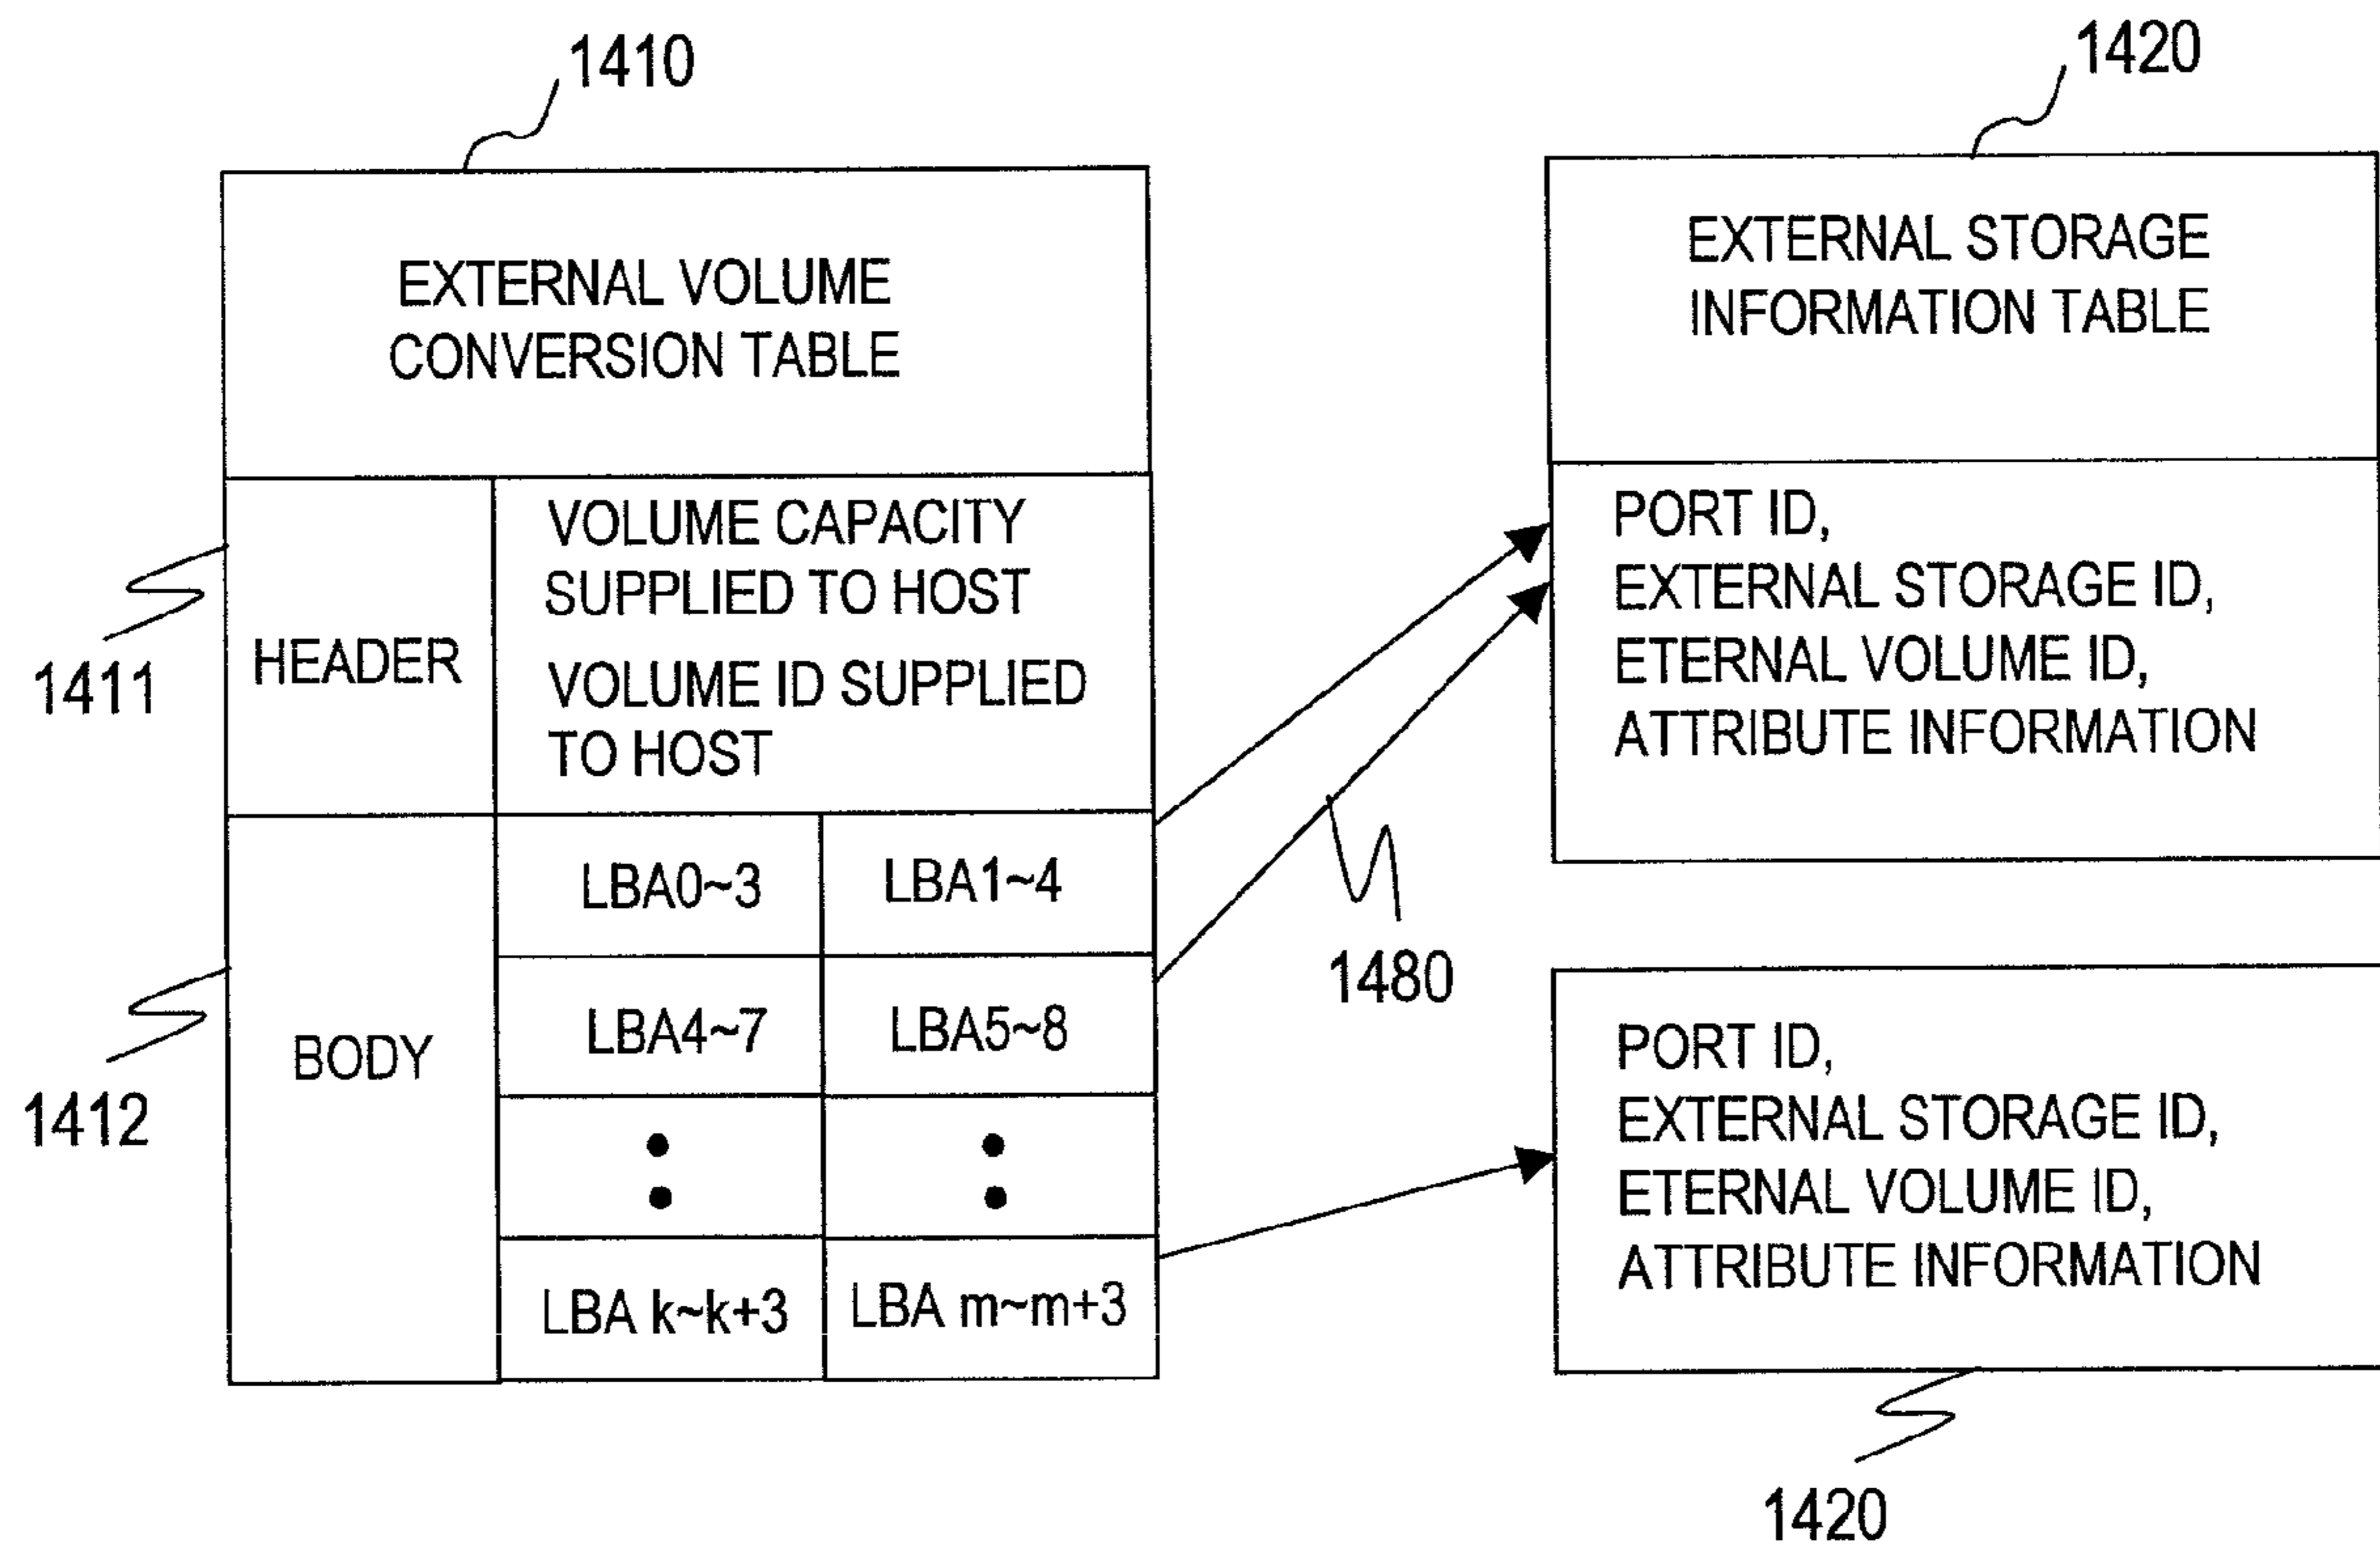 1410
1420
EXTERNAL VOLUME
CONVERSION TABLE
EXTERNAL STORAGE
INFORMATION TABLE
1411
HEADER
VOLUME CAPACITY
SUPPLIED TO HOST
VOLUME ID SUPPLIED
TO HOST
PORT ID,
EXTERNAL STORAGE ID,
ETERNAL VOLUME ID,
ATTRIBUTE INFORMATION
1480
1412
BODY
LBA0~3
LBA1~4
LBA4~7
LBA5~8
LBA k~k+3
LBA m~m+3
PORT ID,
EXTERNAL STORAGE ID,
ETERNAL VOLUME ID,
ATTRIBUTE INFORMATION
1420